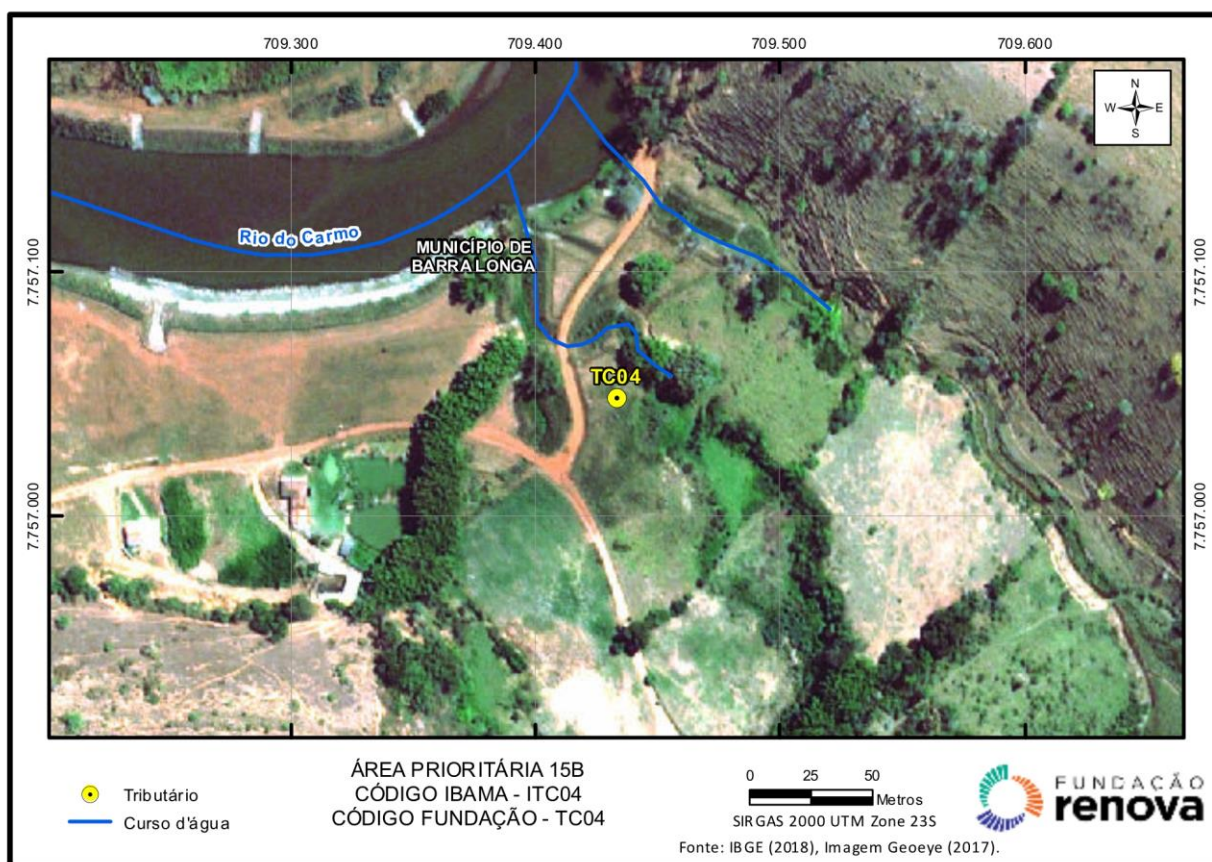 709.300 709.400 709.500 709.600
N
W E
S
Rio do Carmo
MUNICÍPIO DE
BARRA LONGA
7.757.100 7.757.100
TC04
7.757.000 7.757.000
Tributário
Curso d'água
ÁREA PRIORITÁRIA 15B
CÓDIGO IBAMA - ITC04
CÓDIGO FUNDAÇÃO - TC04
0 25 50
Metros
SIRGAS 2000 UTM Zone 23S
Fonte: IBGE (2018), Imagem Geoeye (2017).
FUNDAÇÃO
renova